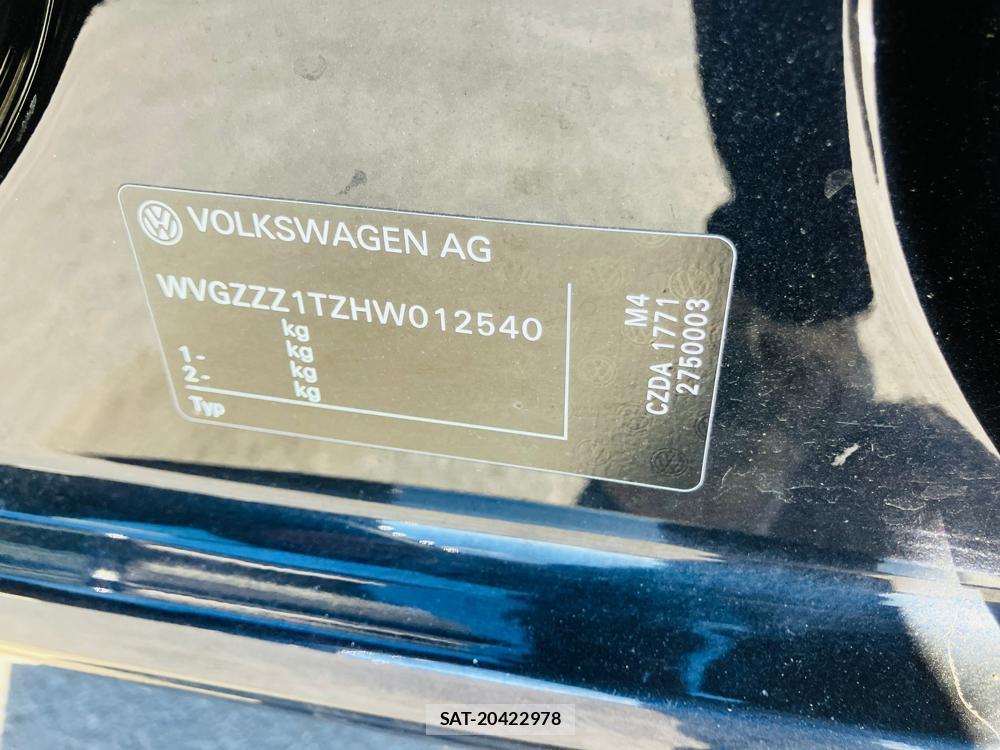 VOLKSWAGEN AG
WVGZZZ1TZHW012540
kg
1- kg
2- kg
kg
Typ
M4
CZDA 1771
2750003
SAT-20422978